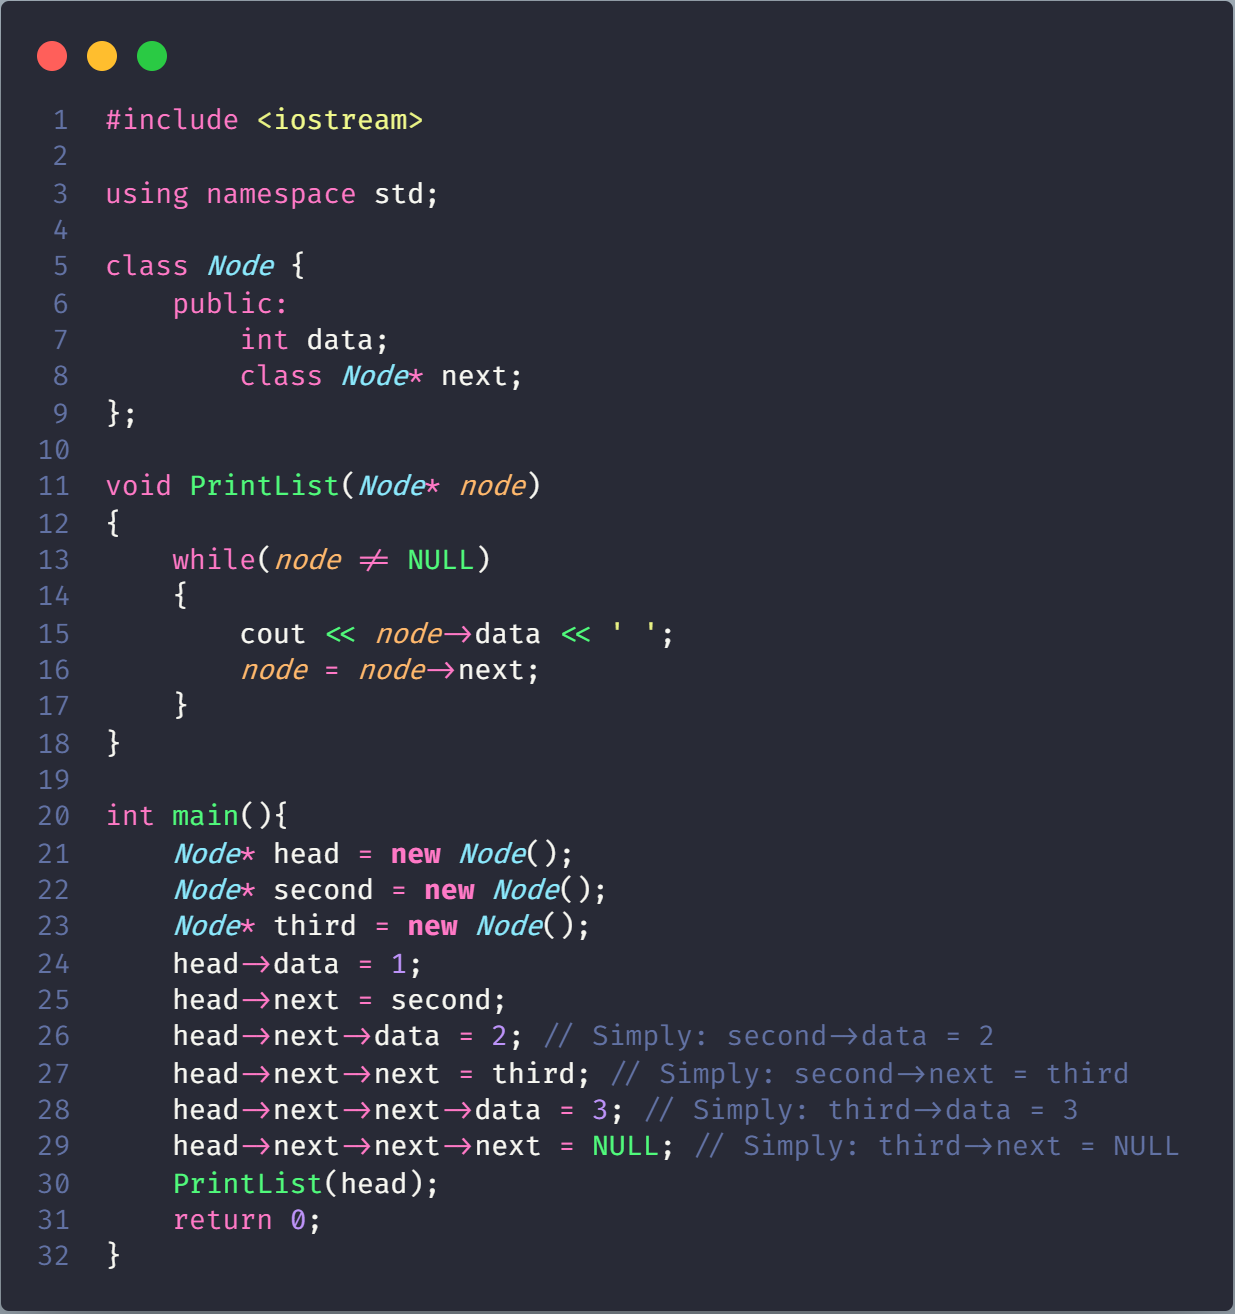 1 #include <iostream>
2
3 using namespace std;
4
5 class Node {
6     public:
7         int data;
8         class Node* next;
9 };
10
11 void PrintList(Node* node)
12 {
13     while(node != NULL)
14     {
15         cout << node->data << ' ';
16         node = node->next;
17     }
18 }
19
20 int main(){
21     Node* head = new Node();
22     Node* second = new Node();
23     Node* third = new Node();
24     head->data = 1;
25     head->next = second;
26     head->next->data = 2; // Simply: second->data = 2
27     head->next->next = third; // Simply: second->next = third
28     head->next->next->data = 3; // Simply: third->data = 3
29     head->next->next->next = NULL; // Simply: third->next = NULL
30     PrintList(head);
31     return 0;
32 }